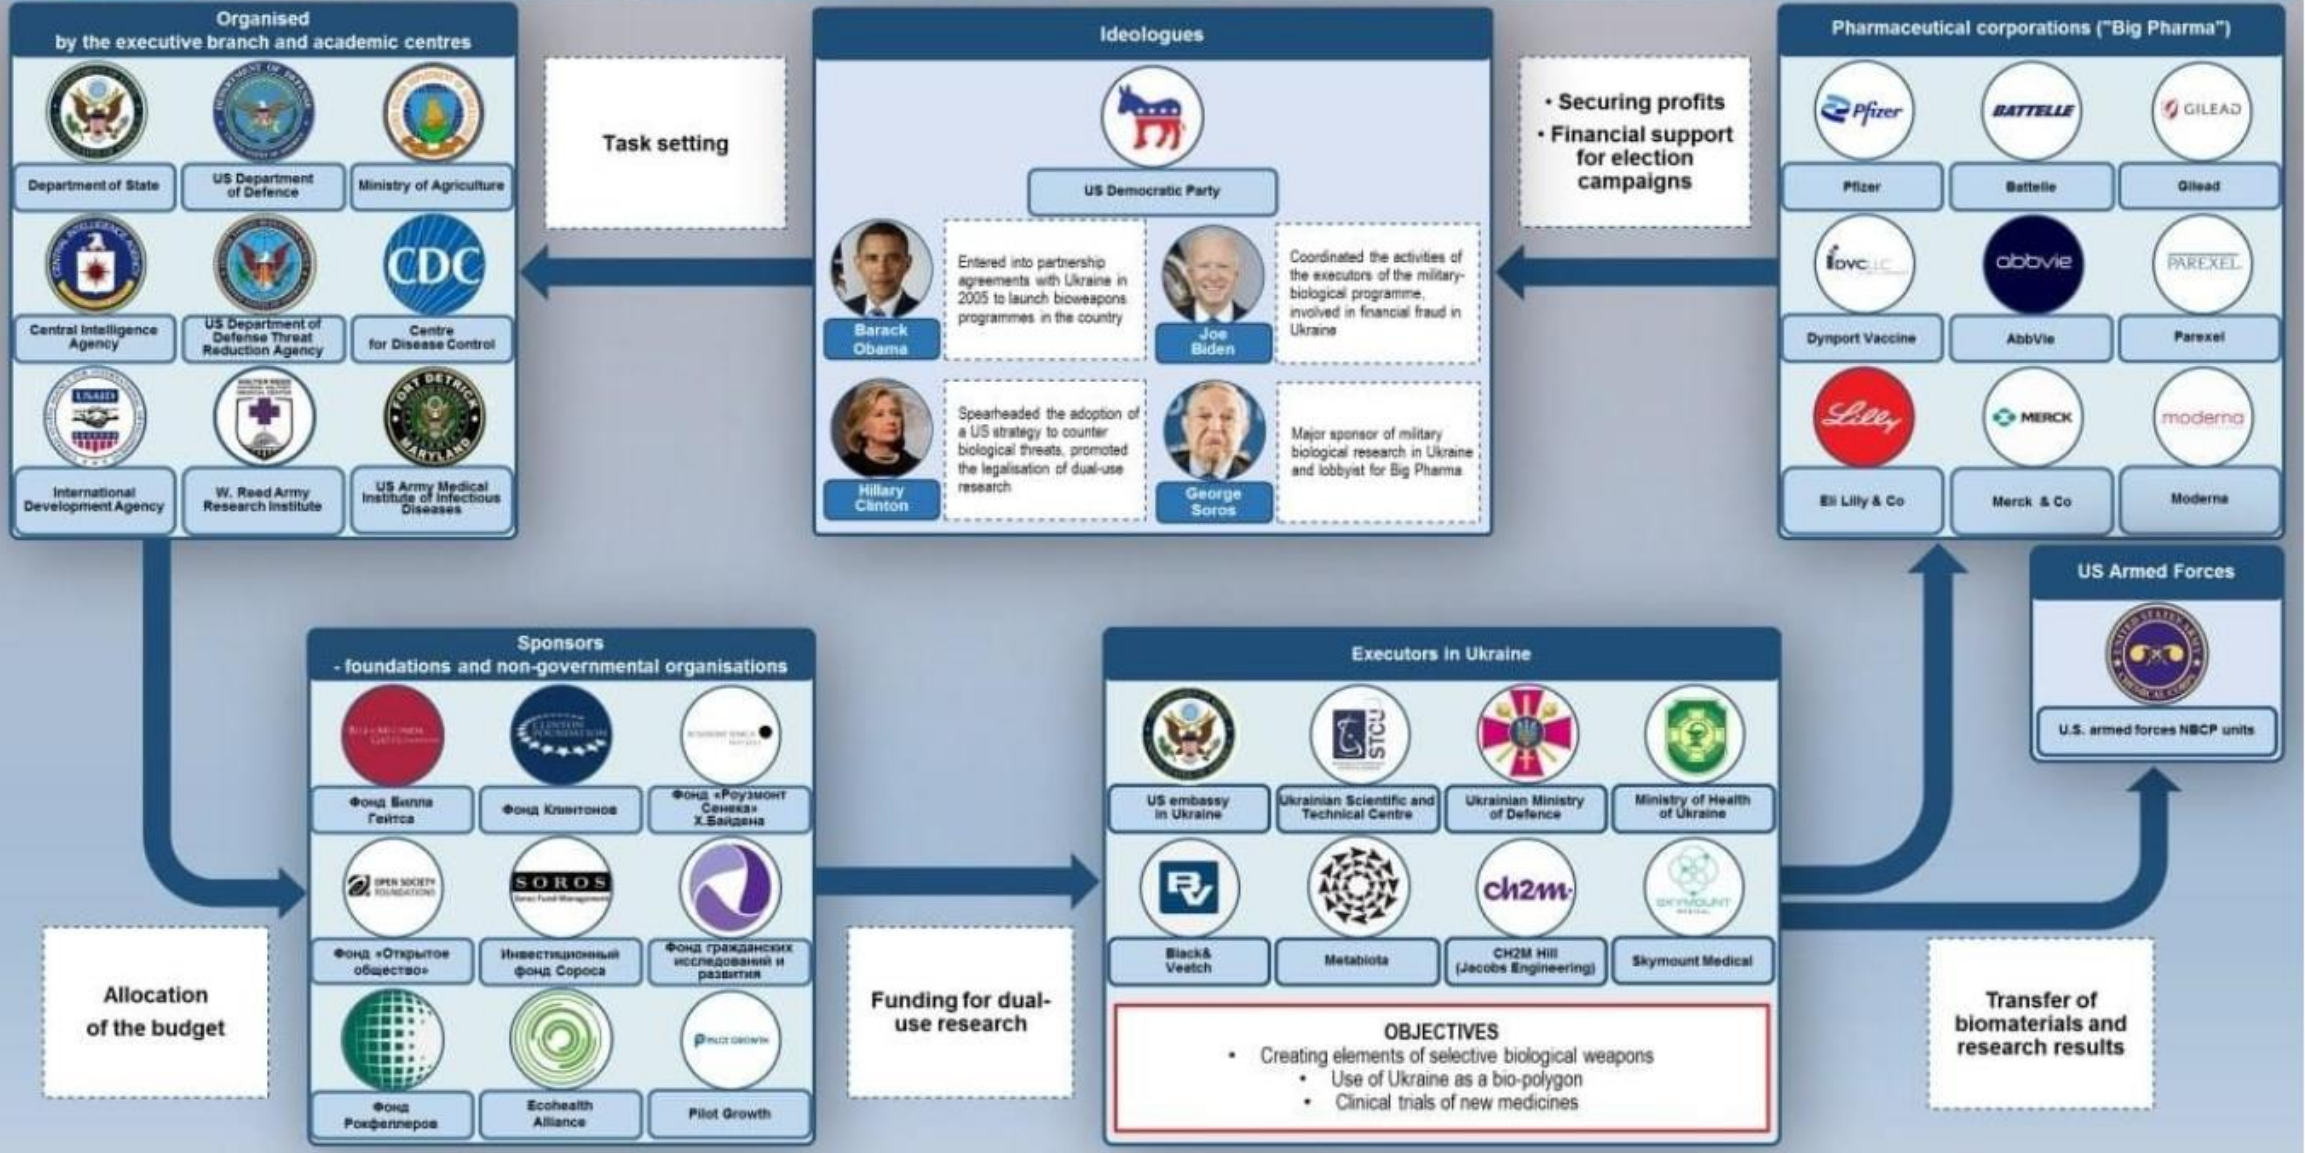 Organised
by the executive branch and academic centres
Department of State
US Department
of Defence
Ministry of Agriculture
CDC
Central Intelligence
Agency
US Department of
Defense Threat
Reduction Agency
Centre
for Disease Control
USAID
FORT DETRICK
MARYLAND
International
Development Agency
W. Reed Army
Research Institute
US Army Medical
Institute of Infectious
Diseases
Task setting
Ideologues
US Democratic Party
Barack
Obama
Entered into partnership
agreements with Ukraine in
2005 to launch bioweapons
programmes in the country
Joe
Biden
Coordinated the activities of
the executors of the military-
biological programme,
involved in financial fraud in
Ukraine
Hillary
Clinton
Spearheaded the adoption of
a US strategy to counter
biological threats, promoted
the legalisation of dual-use
research
George
Soros
Major sponsor of military
biological research in Ukraine
and lobbyist for Big Pharma
• Securing profits
• Financial support
for election
campaigns
Pharmaceutical corporations ("Big Pharma")
Pfizer
BATTELLE
GILEAD
Pfizer
Battelle
Gilead
DVC LLC
abbvie
PAREXEL
Dynport Vaccine
AbbVie
Parexel
Lilly
MERCK
moderna
Eli Lilly & Co
Merck & Co
Moderna
US Armed Forces
U.S. armed forces NBCP units
Sponsors
- foundations and non-governmental organisations
CLINTON
FOUNDATION
Фонд Билла
Гейтса
Фонд Клинтонов
Фонд «Роузмонт
Сенека»
Х.Байдена
OPEN SOCIETY
FOUNDATIONS
SOROS
Soros Fund Management
Фонд «Открытое
общество»
Инвестиционный
фонд Сороса
Фонд гражданских
исследований и
развития
PILOT GROWTH
Фонд
Рокфеллеров
Ecohealth
Alliance
Pilot Growth
Allocation
of the budget
Funding for dual-
use research
Executors in Ukraine
STCU
US embassy
in Ukraine
Ukrainian Scientific and
Technical Centre
Ukrainian Ministry
of Defence
Ministry of Health
of Ukraine
BV
ch2m
SKYMOUNT
MEDICAL
Black&
Veatch
Metabiota
CH2M Hill
(Jacobs Engineering)
Skymount Medical
OBJECTIVES
• Creating elements of selective biological weapons
• Use of Ukraine as a bio-polygon
• Clinical trials of new medicines
Transfer of
biomaterials and
research results